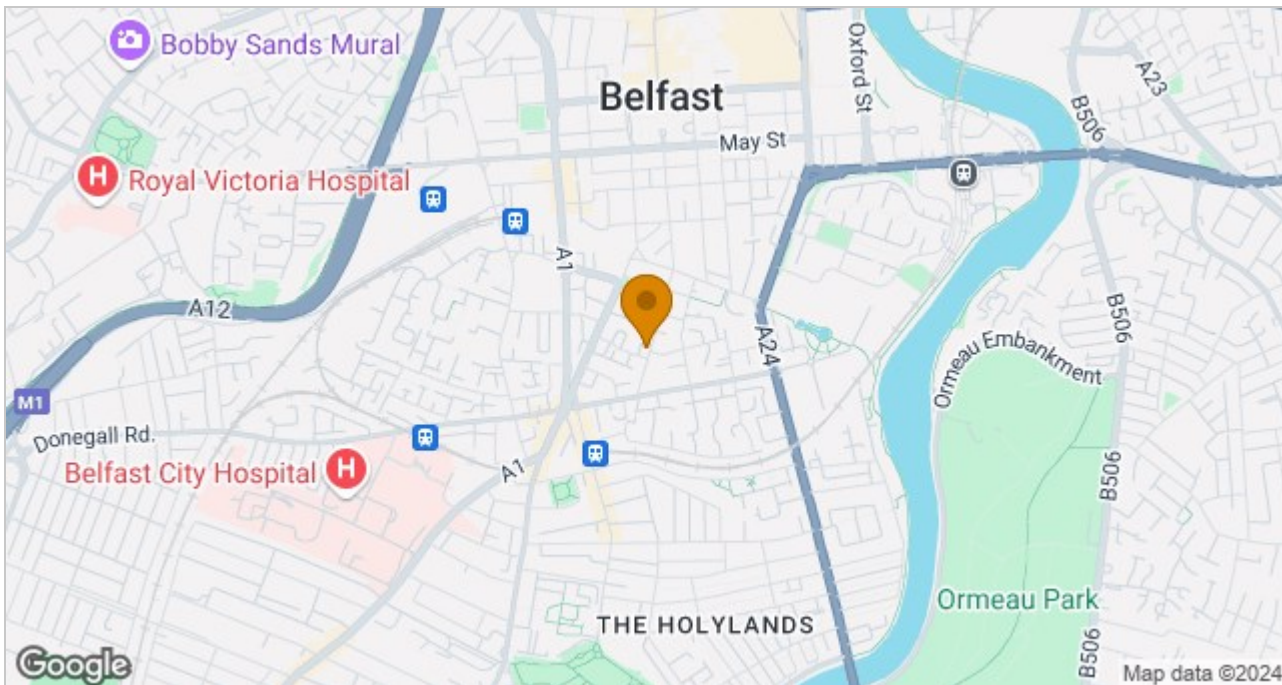 Bobby Sands Mural
Belfast
Oxford St
A23
B506
May St
H
Royal Victoria Hospital
A1
A12
B506
A24
Ormeau Embankment
M1
Donegall Rd.
Belfast City Hospital
H
A1
B506
Ormeau Park
THE HOLYLANDS
B506
Google
Map data ©2024